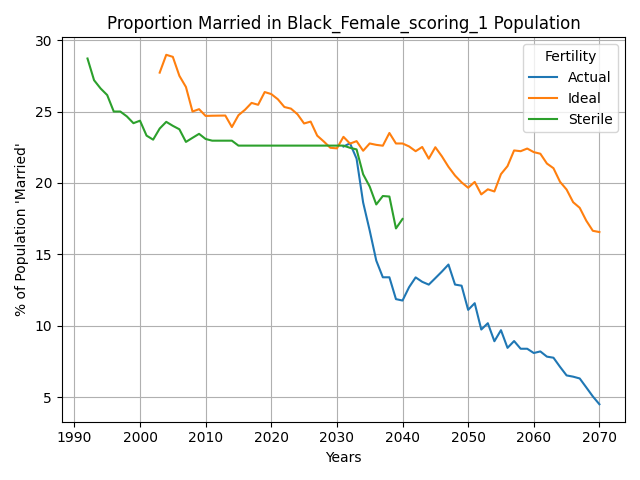 Proportion Married in Black_Female_scoring_1 Population
% of Population 'Married'
30
25
20
15
10
5
Fertility
Actual
Ideal
Sterile
1990 2000 2010 2020 2030 2040 2050 2060 2070
Years